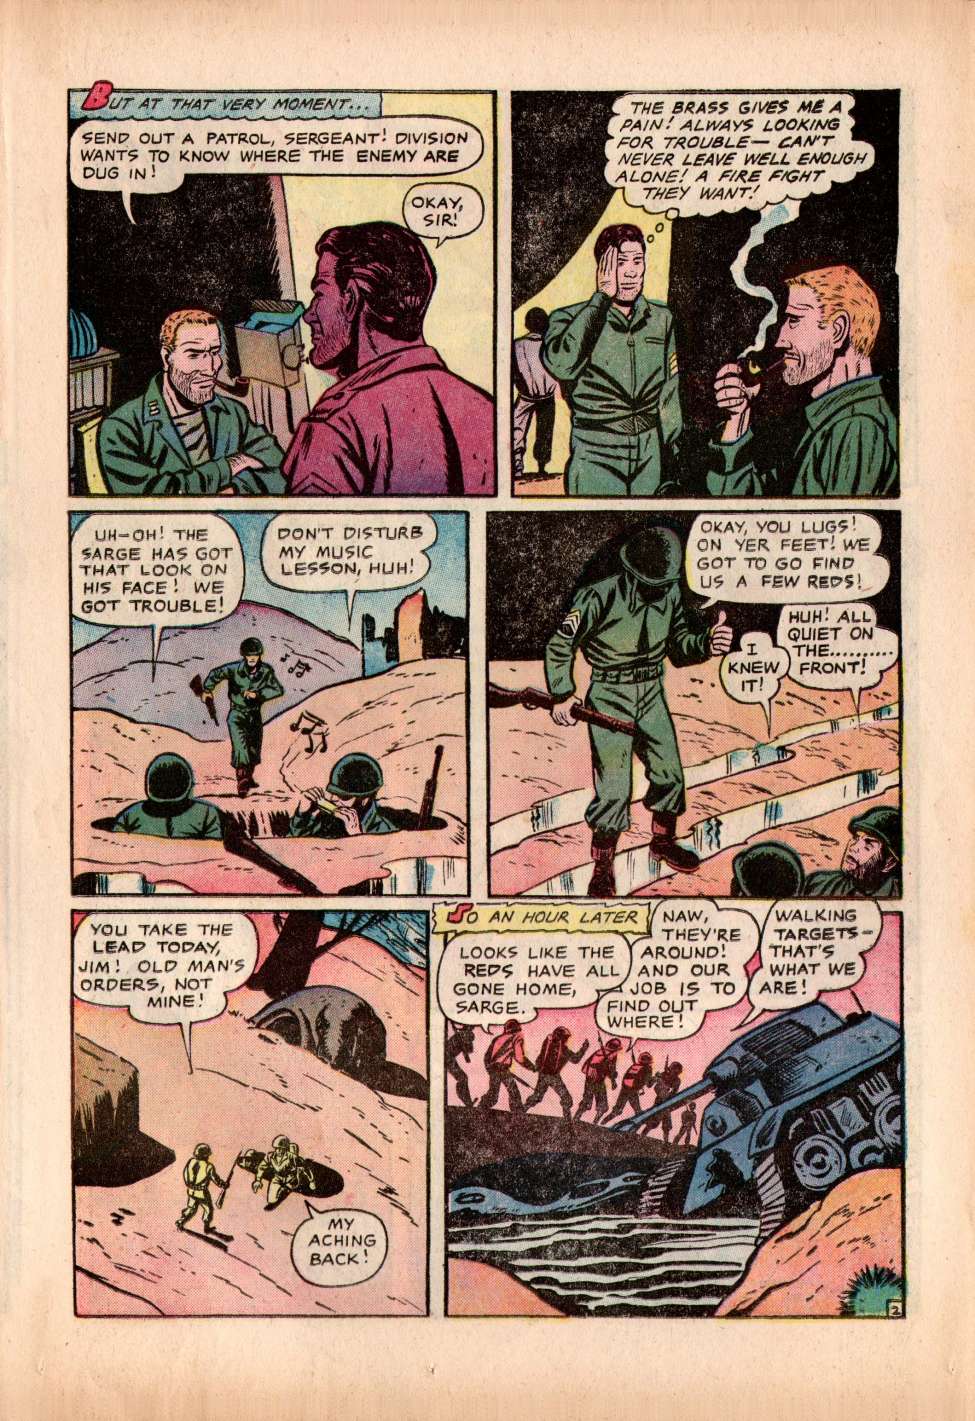 BUT AT THAT VERY MOMENT...
SEND OUT A PATROL, SERGEANT! DIVISION
WANTS TO KNOW WHERE THE ENEMY ARE
DUG IN!
OKAY,
SIR!
THE BRASS GIVES ME A
PAIN! ALWAYS LOOKING
FOR TROUBLE— CAN'T
NEVER LEAVE WELL ENOUGH
ALONE! A FIRE FIGHT
THEY WANT!
UH-OH! THE
SARGE HAS GOT
THAT LOOK ON
HIS FACE! WE
GOT TROUBLE!
DON'T DISTURB
MY MUSIC
LESSON, HUH!
OKAY, YOU LUGS!
ON YER FEET! WE
GOT TO GO FIND
US A FEW REDS!
I
KNEW
IT!
HUH! ALL
QUIET ON
THE..........
FRONT!
YOU TAKE THE
LEAD TODAY,
JIM! OLD MAN'S
ORDERS, NOT
MINE!
MY
ACHING
BACK!
SO AN HOUR LATER
LOOKS LIKE THE
REDS HAVE ALL
GONE HOME,
SARGE.
NAW,
THEY'RE
AROUND!
AND OUR
JOB IS TO
FIND OUT
WHERE!
WALKING
TARGETS—
THAT'S
WHAT WE
ARE!
2